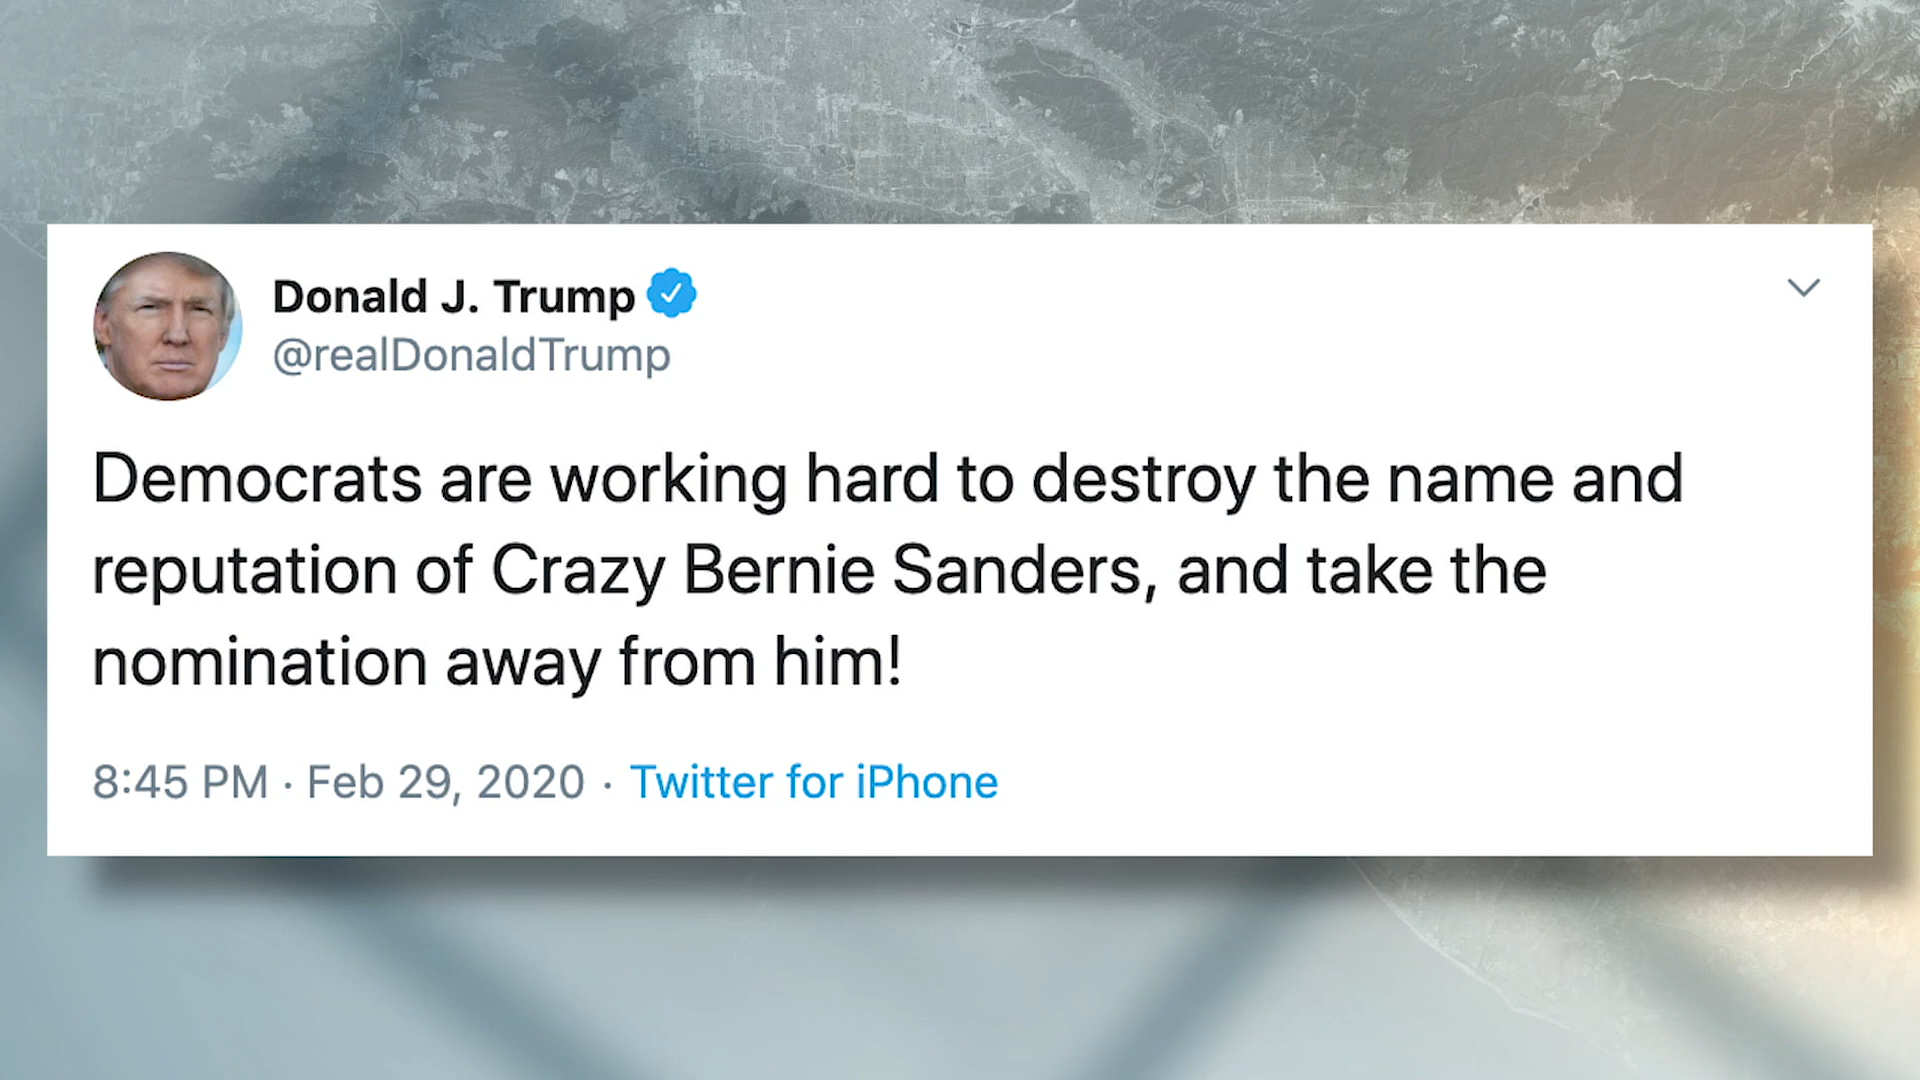 Donald J. Trump
@realDonaldTrump
Democrats are working hard to destroy the name and
reputation of Crazy Bernie Sanders, and take the
nomination away from him!
8:45 PM · Feb 29, 2020 · Twitter for iPhone